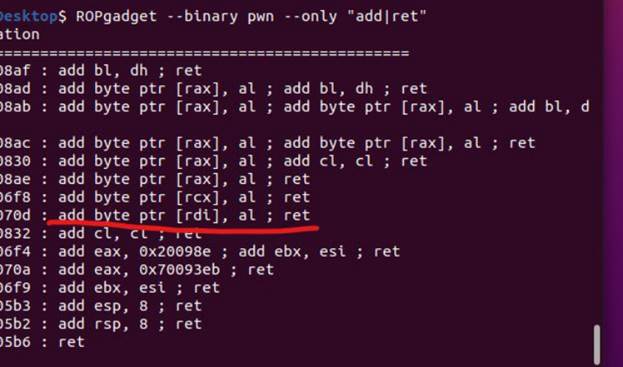 Desktop$ ROPgadget --binary pwn --only "add|ret"
ation
================================================
08af : add bl, dh ; ret
08ad : add byte ptr [rax], al ; add bl, dh ; ret
08ab : add byte ptr [rax], al ; add byte ptr [rax], al ; add bl, d
08ac : add byte ptr [rax], al ; add byte ptr [rax], al ; ret
0830 : add byte ptr [rax], al ; add cl, cl ; ret
08ae : add byte ptr [rax], al ; ret
06f8 : add byte ptr [rcx], al ; ret
070d : add byte ptr [rdi], al ; ret
0832 : add cl, cl ; ret
06f4 : add eax, 0x20098e ; add ebx, esi ; ret
070a : add eax, 0x70093eb ; ret
06f9 : add ebx, esi ; ret
05b3 : add esp, 8 ; ret
05b2 : add rsp, 8 ; ret
05b6 : ret